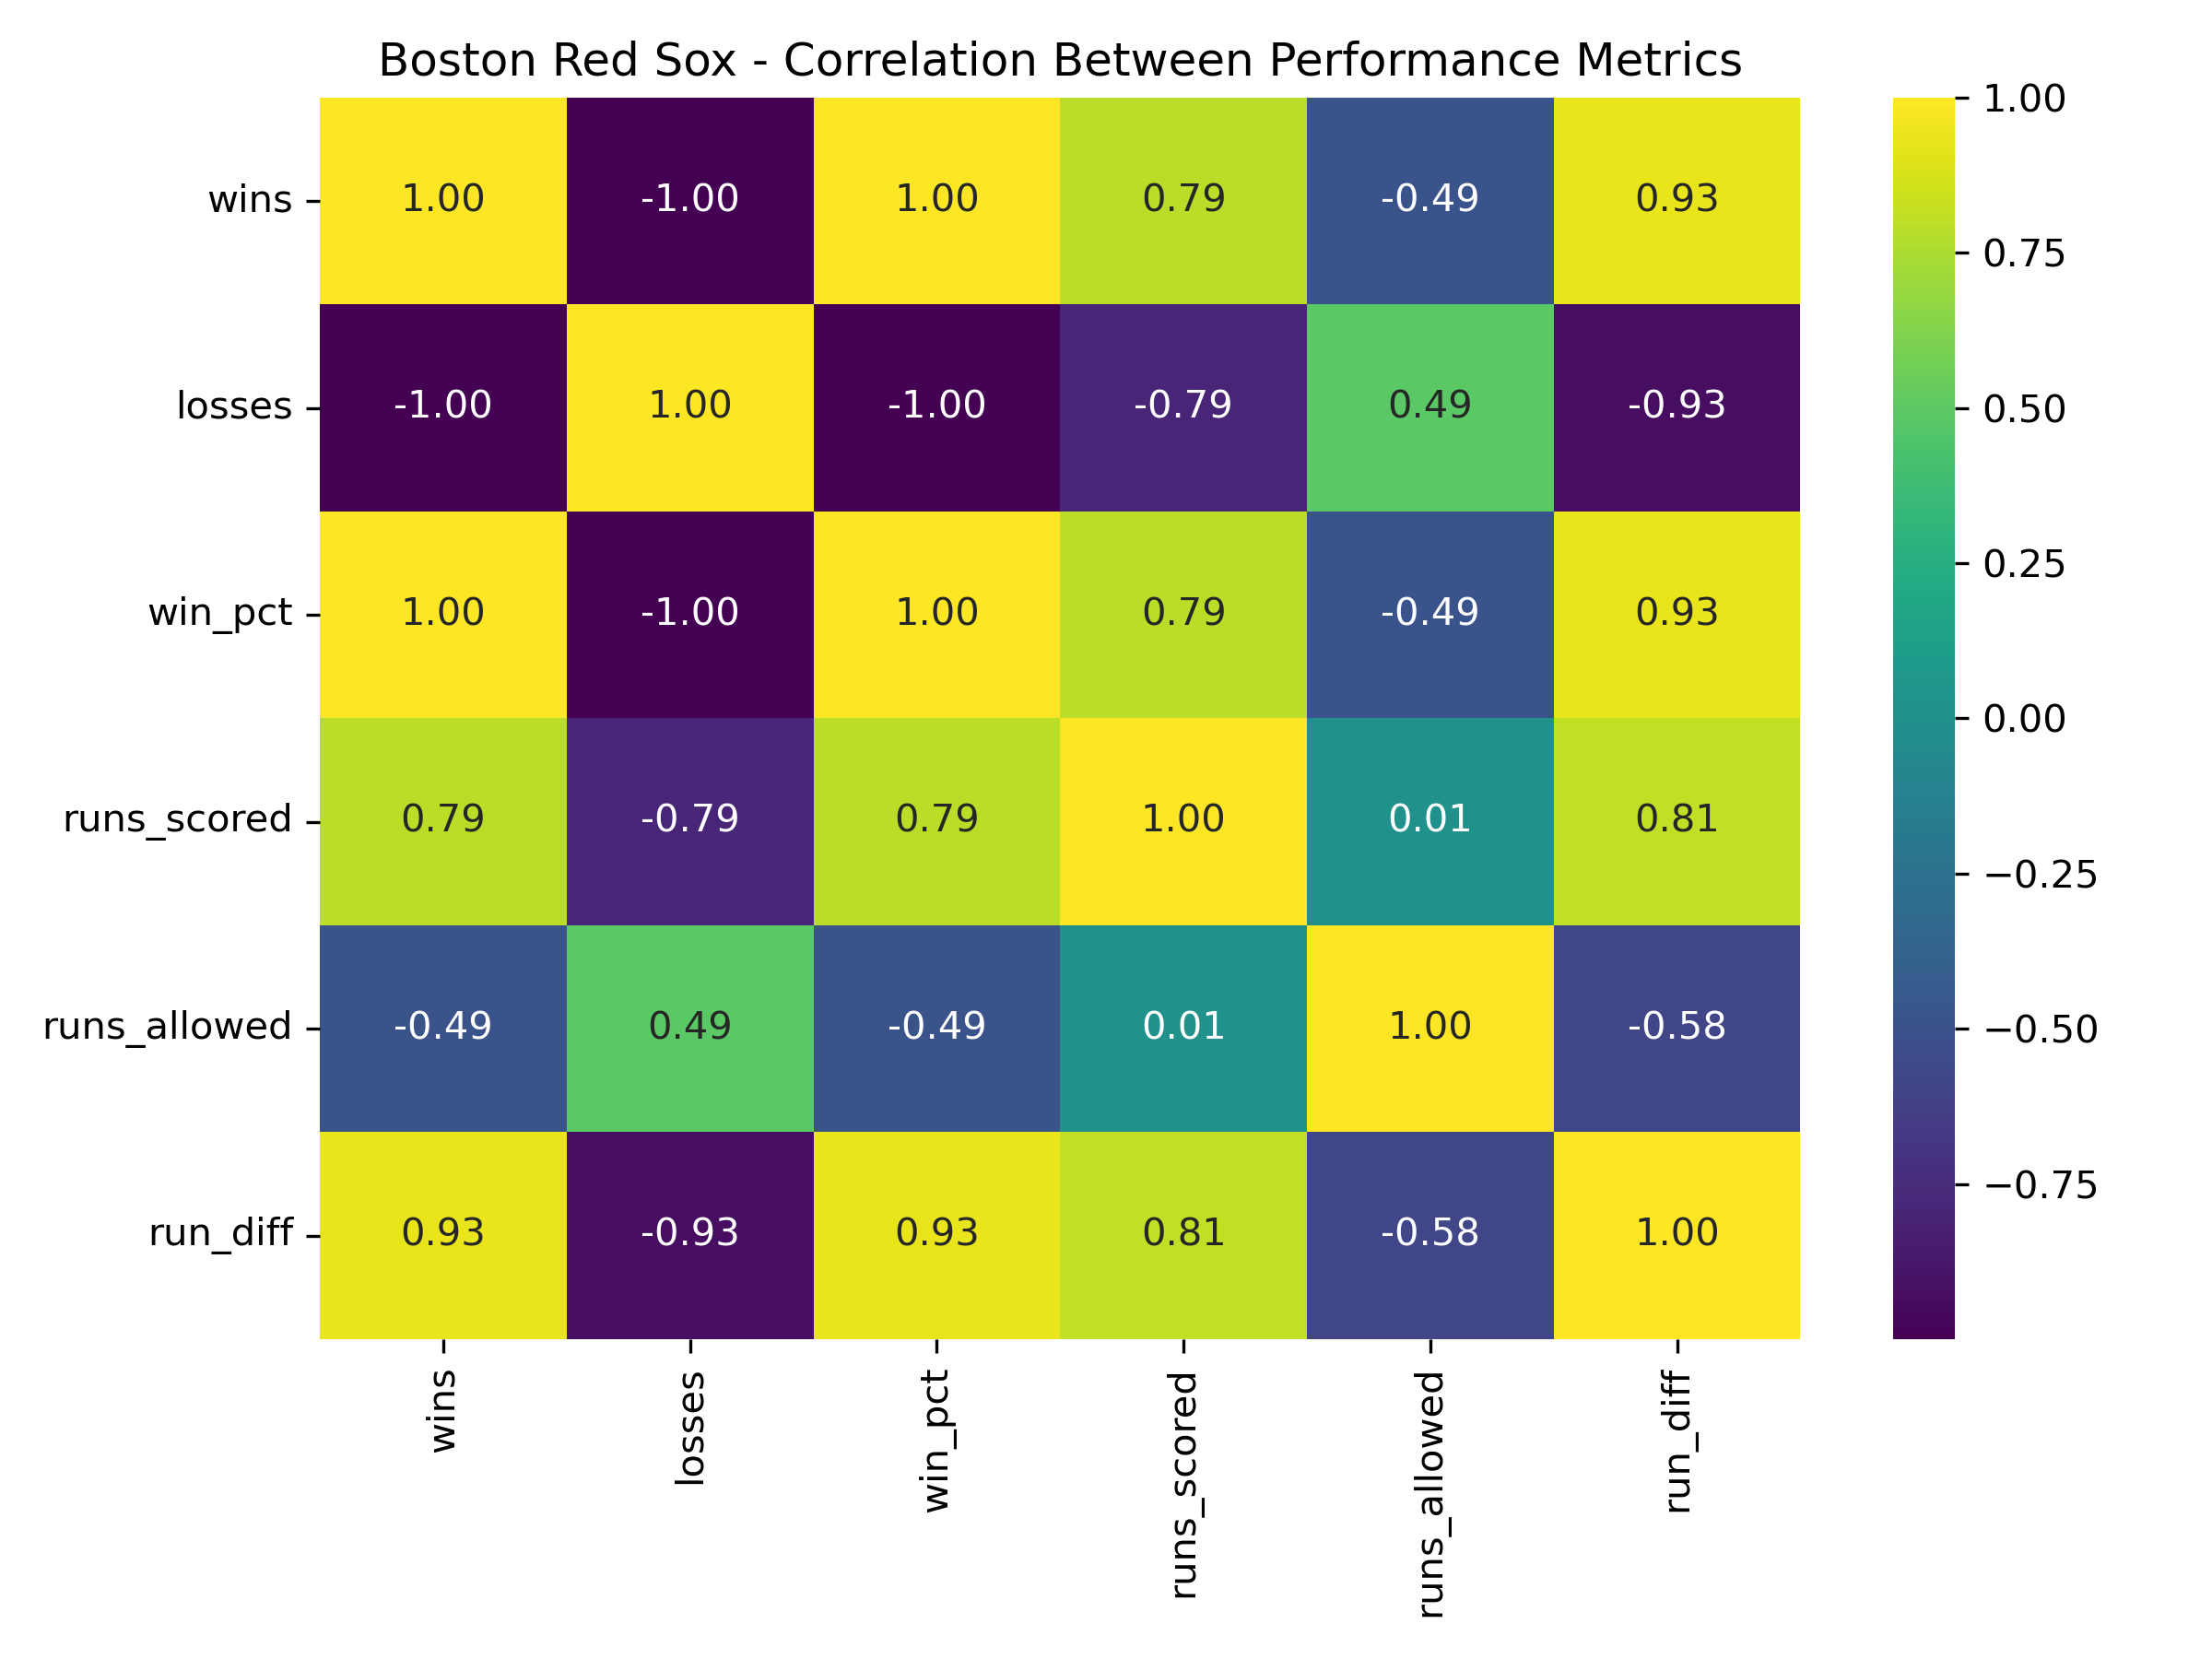 Boston Red Sox - Correlation Between Performance Metrics
wins 1.00 -1.00 1.00 0.79 -0.49 0.93
losses -1.00 1.00 -1.00 -0.79 0.49 -0.93
win_pct 1.00 -1.00 1.00 0.79 -0.49 0.93
runs_scored 0.79 -0.79 0.79 1.00 0.01 0.81
runs_allowed -0.49 0.49 -0.49 0.01 1.00 -0.58
run_diff 0.93 -0.93 0.93 0.81 -0.58 1.00
wins losses win_pct runs_scored runs_allowed run_diff
1.00
0.75
0.50
0.25
0.00
−0.25
−0.50
−0.75